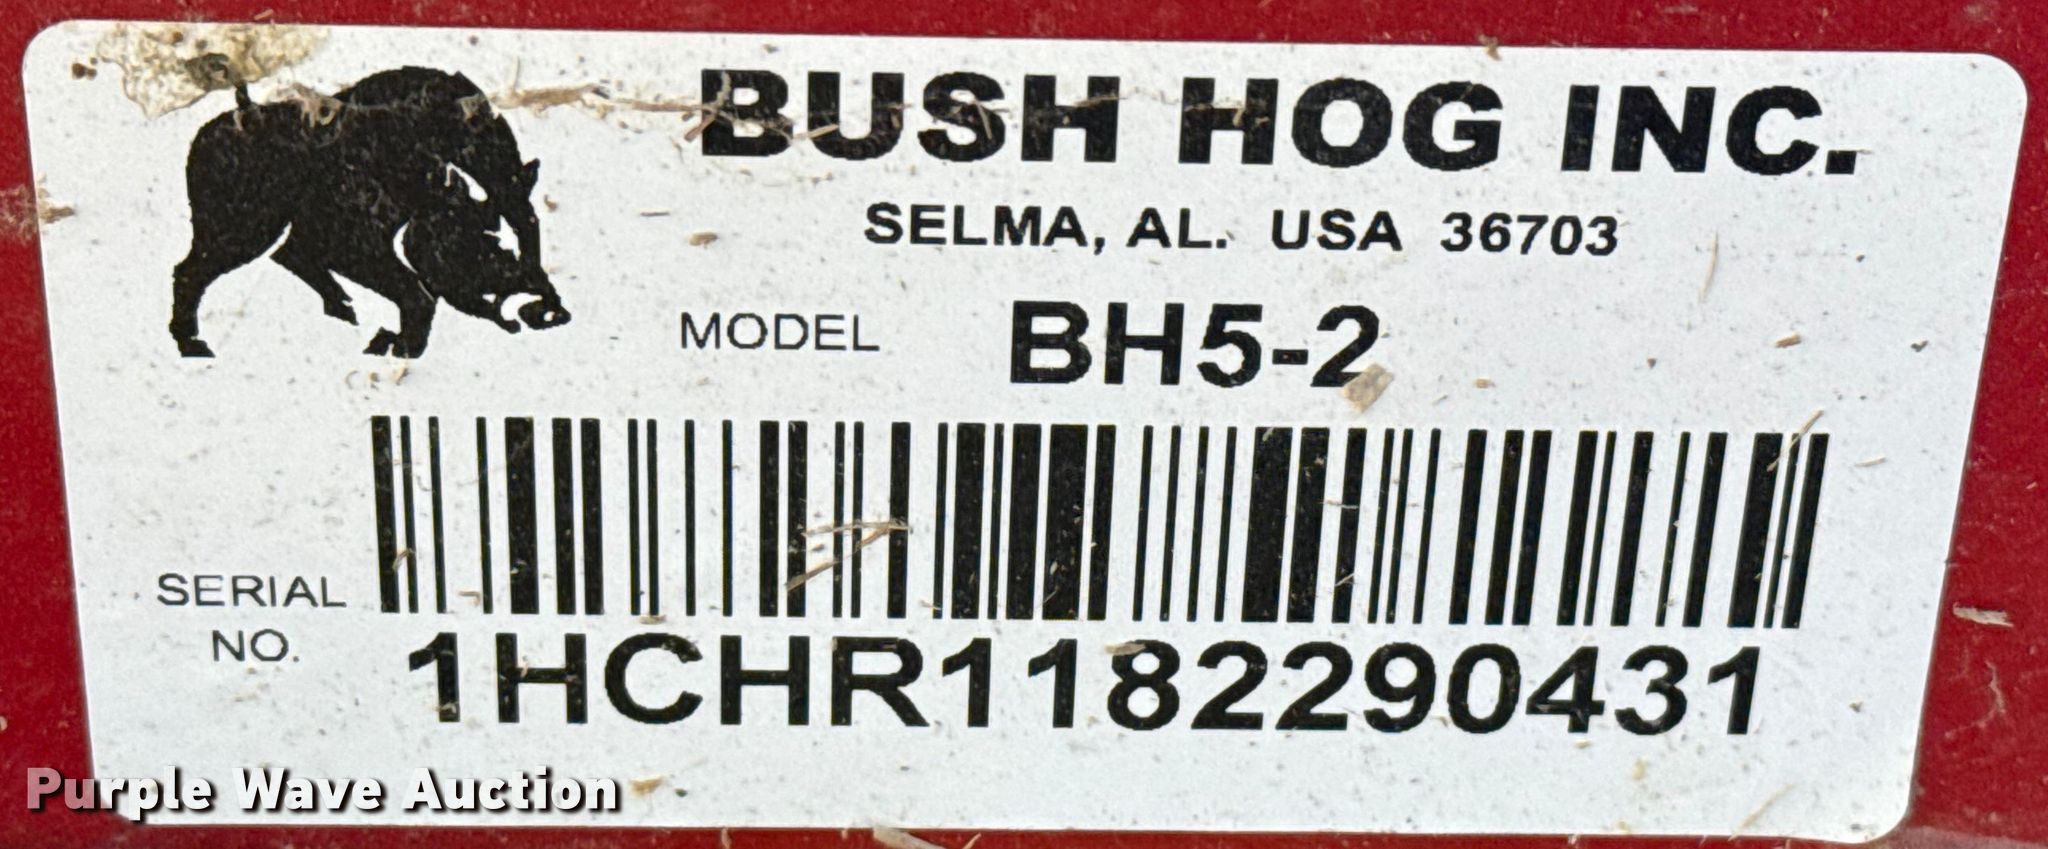 BUSH HOG INC.
SELMA, AL. USA 36703
MODEL BH5-2
SERIAL
NO.
1HCHR1182290431
Purple Wave Auction